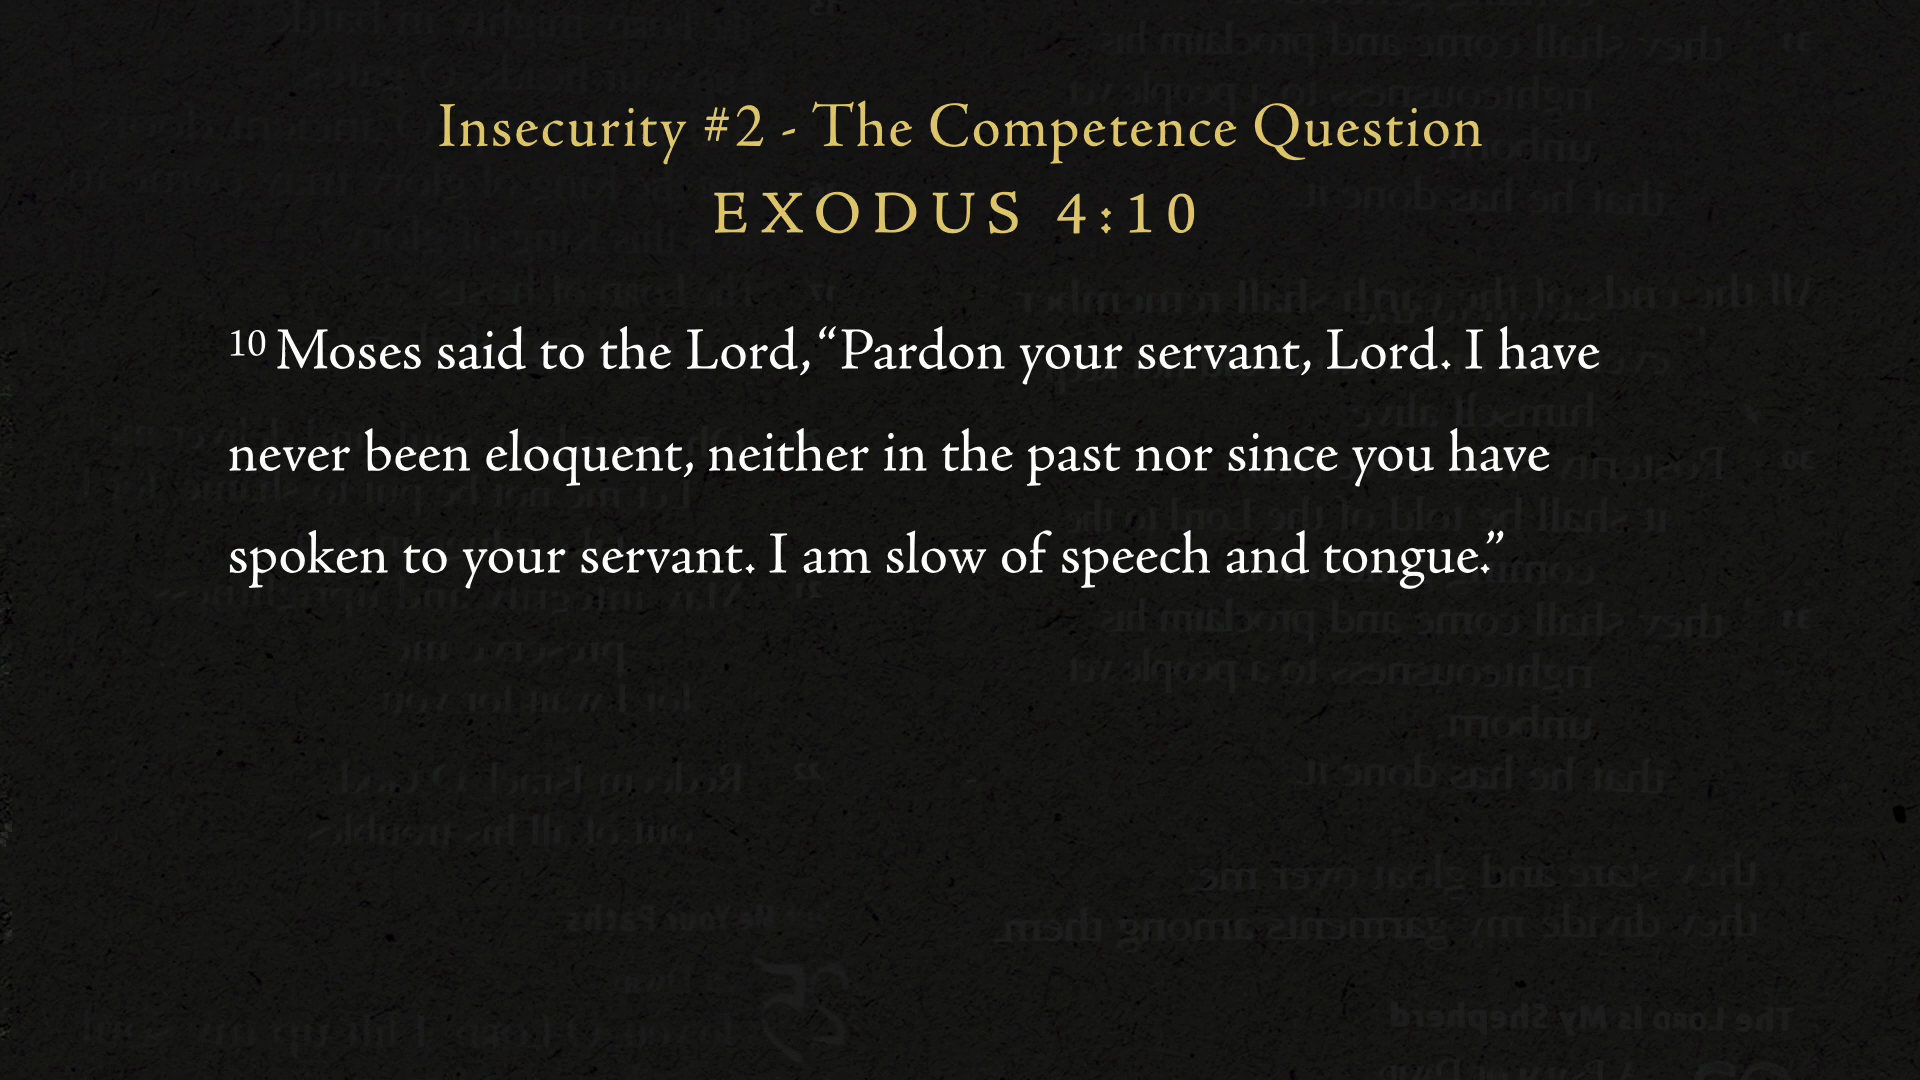 Insecurity #2 - The Competence Question
EXODUS 4:10
10 Moses said to the Lord, “Pardon your servant, Lord. I have
never been eloquent, neither in the past nor since you have
spoken to your servant. I am slow of speech and tongue.”